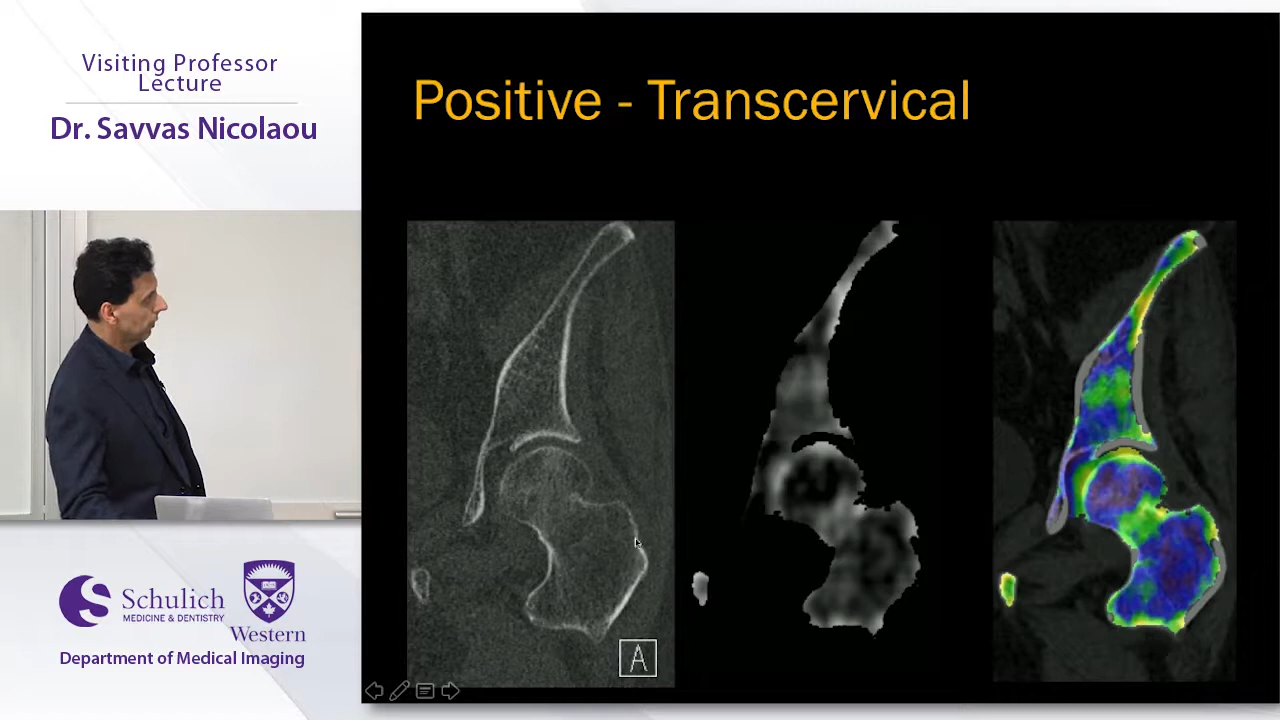 Visiting Professor
Lecture
Dr. Savvas Nicolaou
Positive - Transcervical
A
Schulich
MEDICINE & DENTISTRY
Western
Department of Medical Imaging